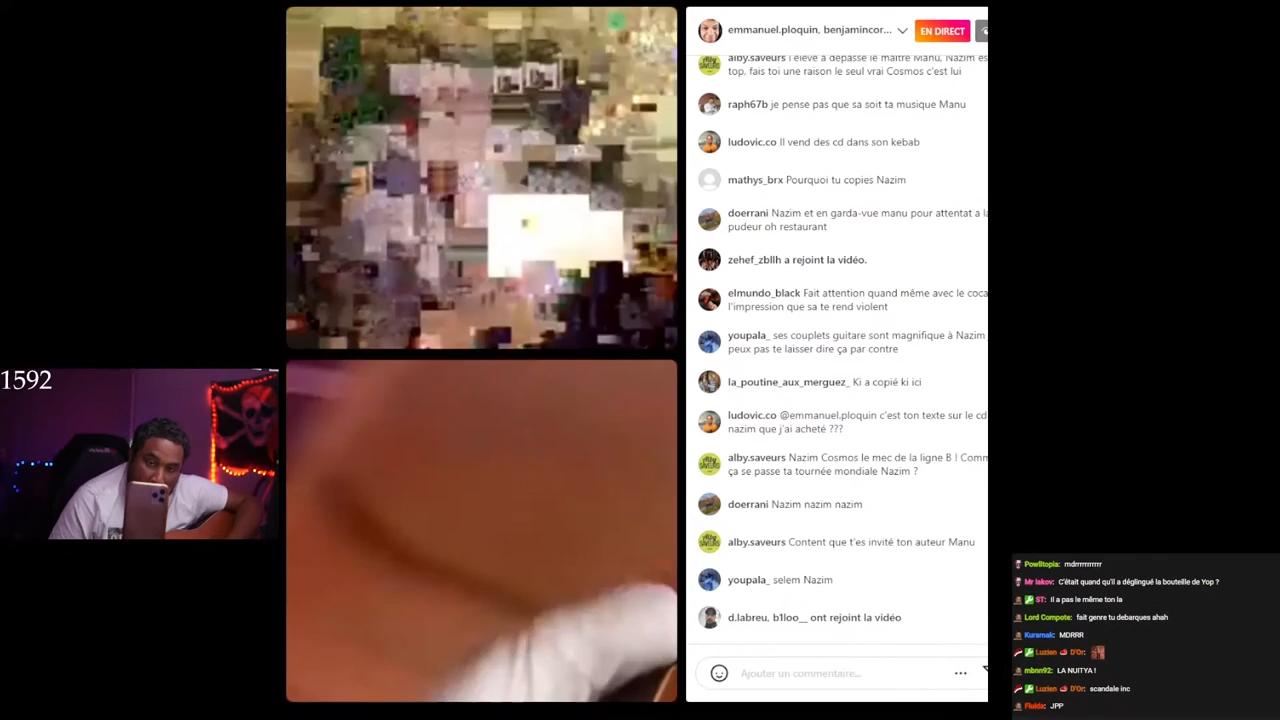 emmanuel.ploquin, benjamincor...
EN DIRECT
alby.saveurs l'élève a dépassé le maître Manu, Nazim es
top, fais toi une raison le seul vrai Cosmos c'est lui
raph67b je pense pas que sa soit ta musique Manu
ludovic.co Il vend des cd dans son kebab
mathys_brx Pourquoi tu copies Nazim
doerrani Nazim et en garda-vue manu pour attentat a la
pudeur oh restaurant
zehef_zbllh a rejoint la vidéo.
elmundo_black Fait attention quand même avec le coca
l'impression que sa te rend violent
youpala_ ses couplets guitare sont magnifique à Nazim
peux pas te laisser dire ça par contre
la_poutine_aux_merguez_ Ki a copié ki ici
ludovic.co @emmanuel.ploquin c'est ton texte sur le cd
nazim que j'ai acheté ???
alby.saveurs Nazim Cosmos le mec de la ligne B ! Comm
ça se passe ta tournée mondiale Nazim ?
doerrani Nazim nazim nazim
alby.saveurs Content que t'es invité ton auteur Manu
youpala_ selem Nazim
d.labreu, b1loo__ ont rejoint la vidéo
Ajouter un commentaire...
1592
Powlitopia: mdrrrrrrrrrr
Mr Iakov: C'était quand qu'il a déglingué la bouteille de Yop ?
ST: Il a pas le même ton la
Lord Compote: fait genre tu debarques ahah
Kuramaic: MDRRR
Luzien D'Or:
mbnn92: LA NUITYA !
Luzien D'Or: scandale inc
Fluida: JPP